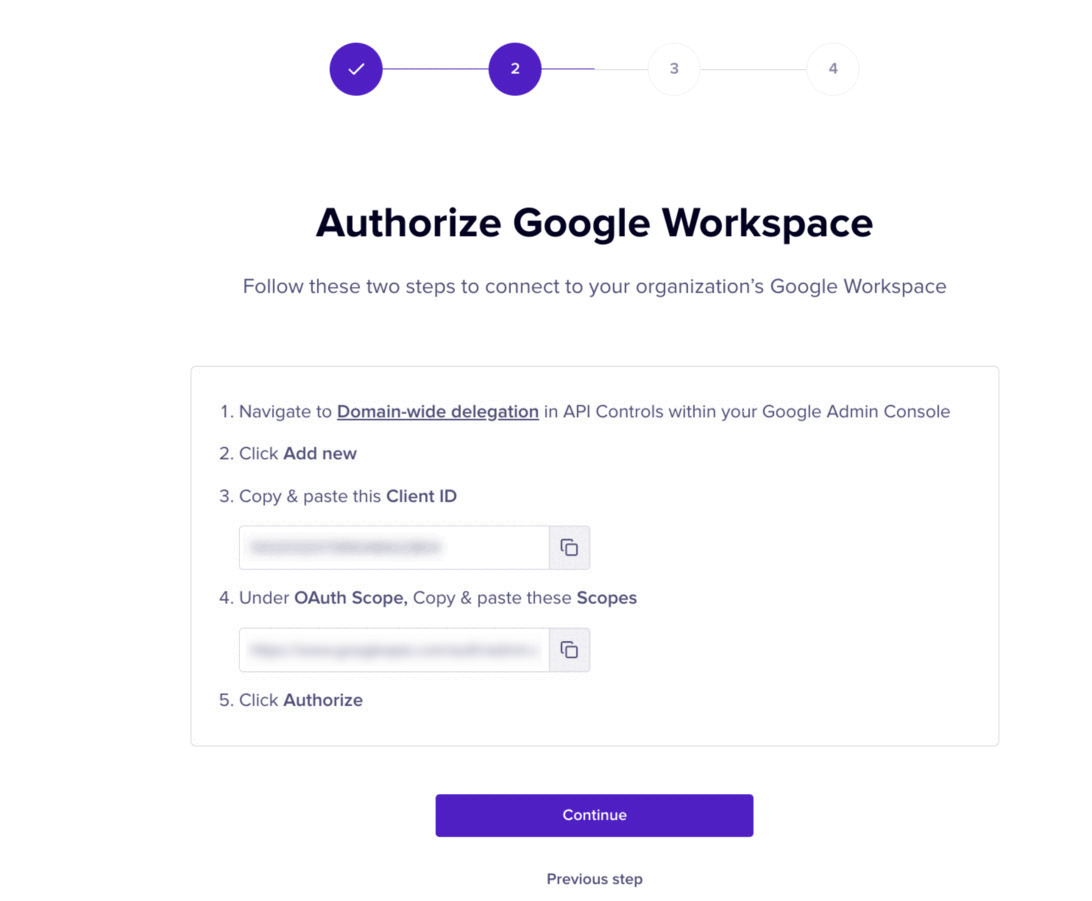 2
3
4
Authorize Google Workspace
Follow these two steps to connect to your organization’s Google Workspace
1. Navigate to Domain-wide delegation in API Controls within your Google Admin Console
2. Click Add new
3. Copy & paste this Client ID
4. Under OAuth Scope, Copy & paste these Scopes
5. Click Authorize
Continue
Previous step